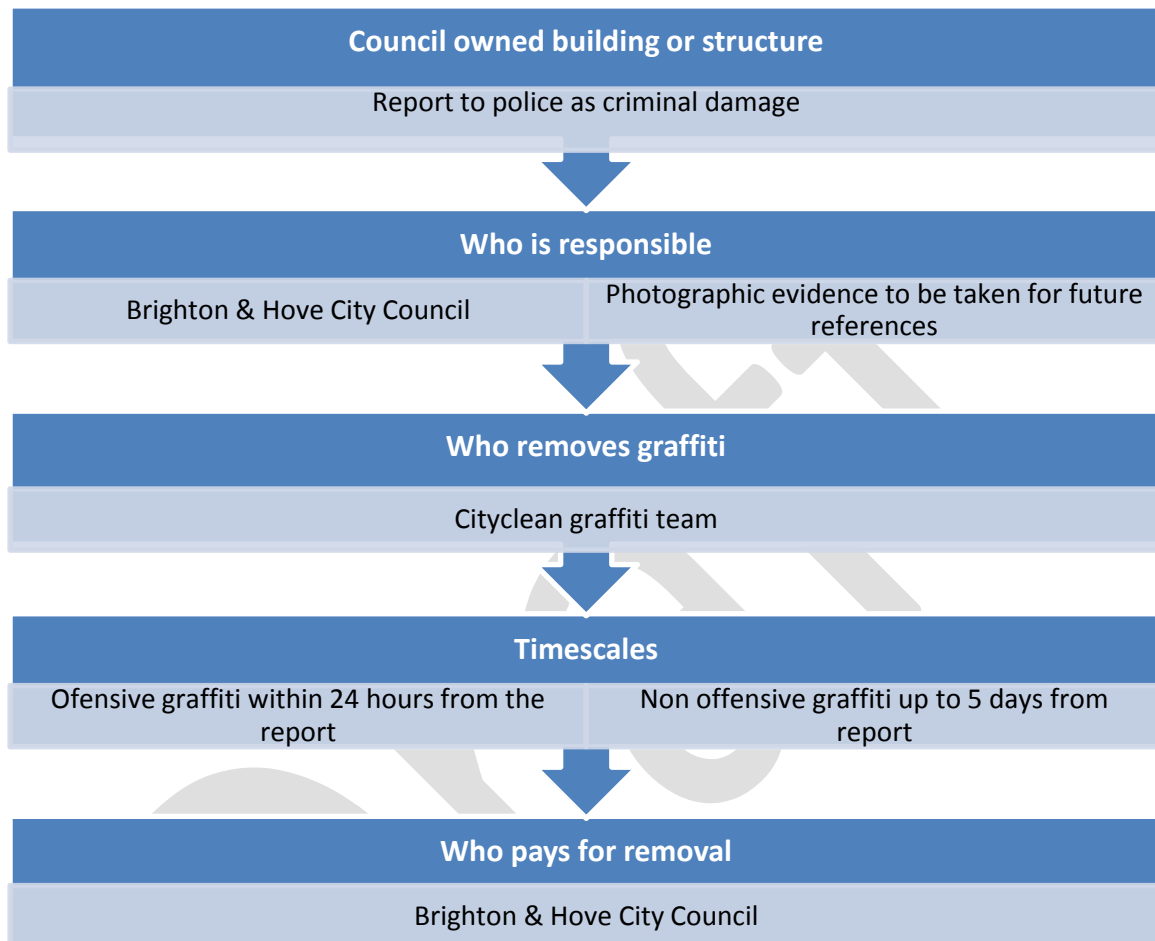 Council owned building or structure
Report to police as criminal damage
Who is responsible
Brighton & Hove City Council
Photographic evidence to be taken for future
references
Who removes graffiti
Cityclean graffiti team
Timescales
Ofensive graffiti within 24 hours from the
report
Non offensive graffiti up to 5 days from
report
Who pays for removal
Brighton & Hove City Council